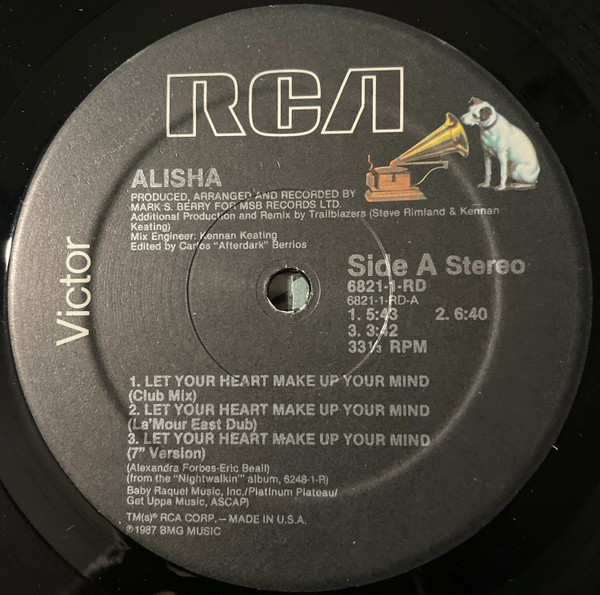 RCA
Victor
ALISHA
PRODUCED, ARRANGED AND RECORDED BY
MARK S. BERRY FOR MSB RECORDS LTD.
Additional Production and Remix by Trailblazers (Steve Rimland & Kennan
Keating)
Mix Engineer: Kennan Keating
Edited by Carlos "Afterdark" Berrios
Side A Stereo
6821-1-RD
6821-1-RD-A
1. 5:43 2. 6:40
3. 3:42
33⅓ RPM
1. LET YOUR HEART MAKE UP YOUR MIND
(Club Mix)
2. LET YOUR HEART MAKE UP YOUR MIND
(La'Mour East Dub)
3. LET YOUR HEART MAKE UP YOUR MIND
(7" Version)
(Alexandra Forbes-Eric Beall)
(from the "Nightwalkin'" album, 6248-1-R)
Baby Raquel Music, Inc./Platinum Plateau/
Get Uppa Music, ASCAP)
TM(s)® RCA CORP. – MADE IN U.S.A.
℗1987 BMG MUSIC